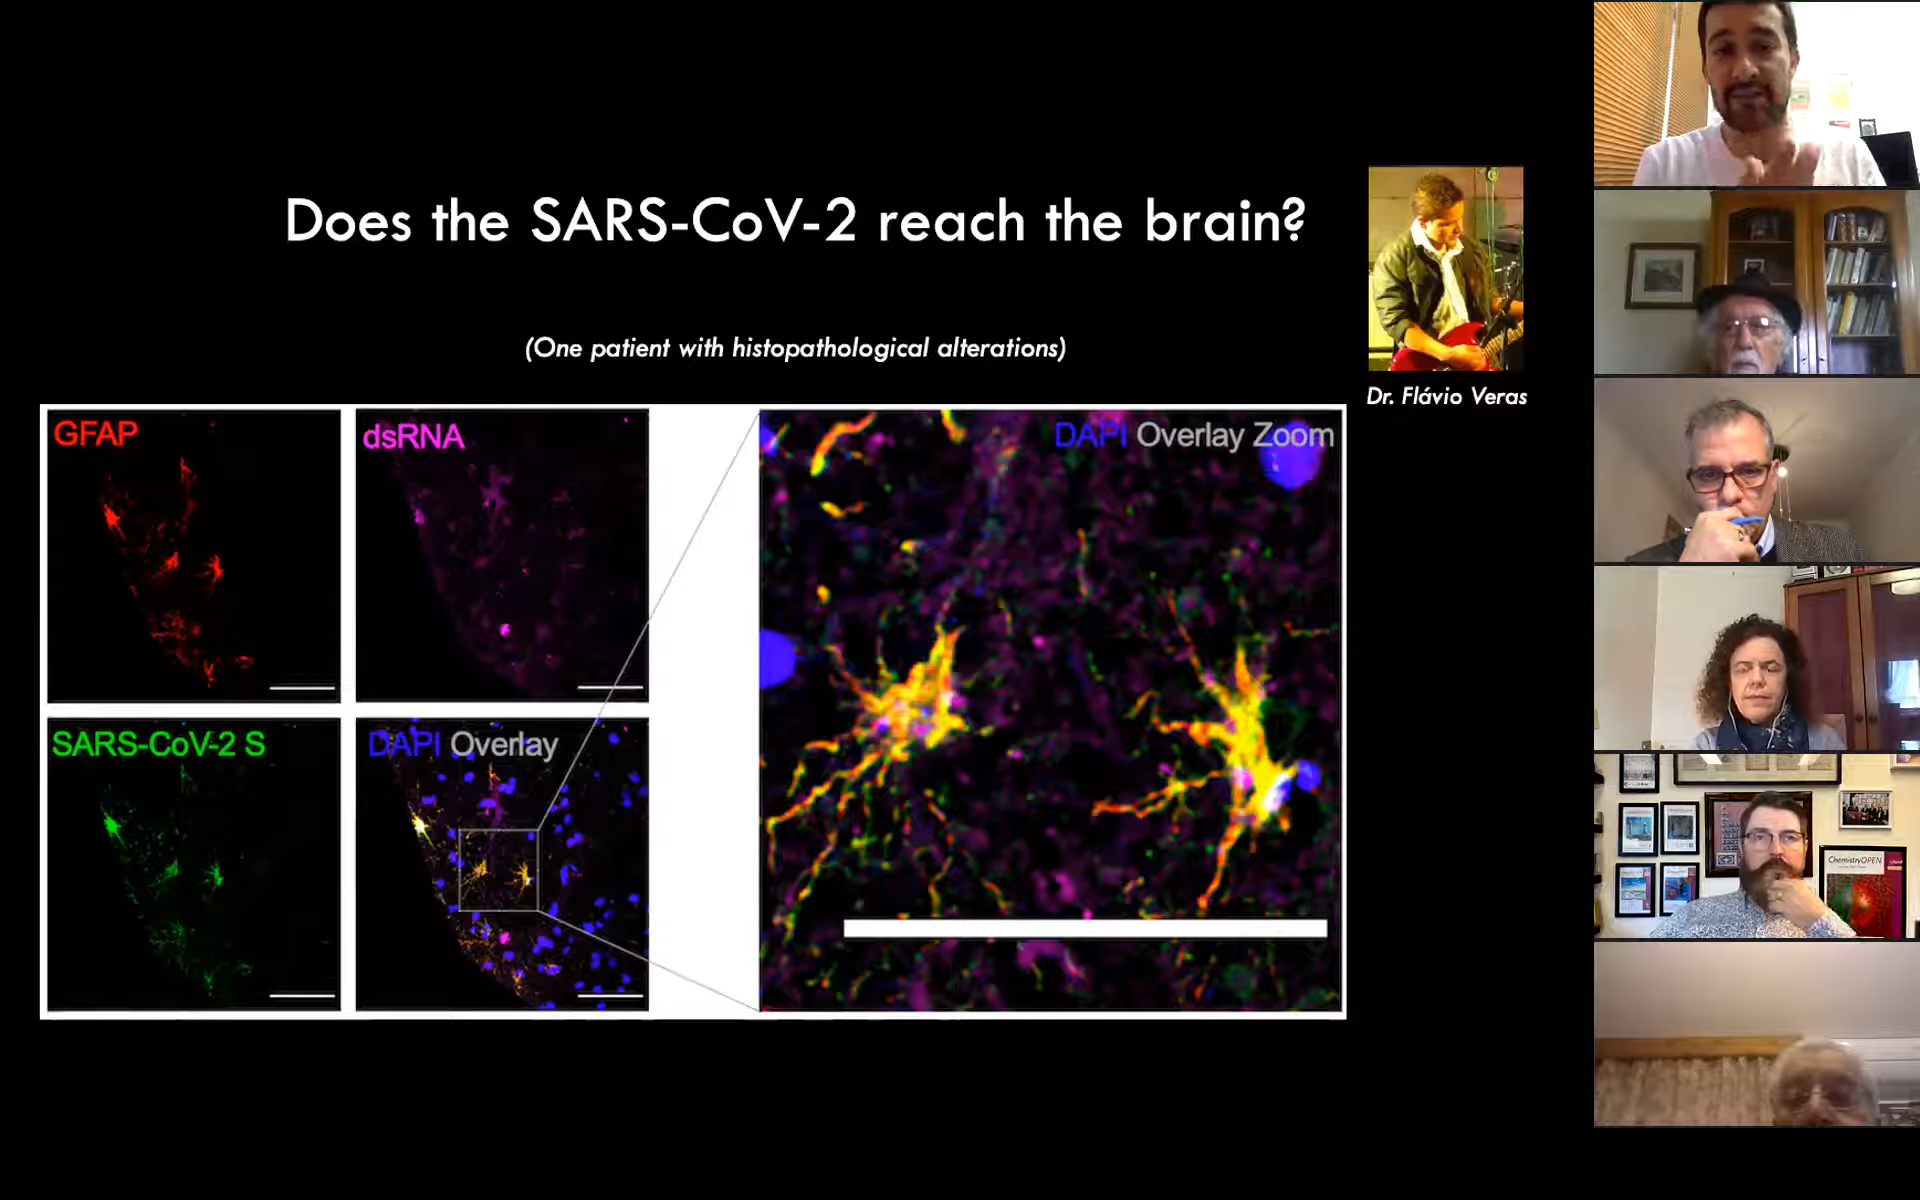 Does the SARS-CoV-2 reach the brain?
(One patient with histopathological alterations)
Dr. Flávio Veras
GFAP
dsRNA
DAPI Overlay Zoom
SARS-CoV-2 S
DAPI Overlay
ChemistryOPEN